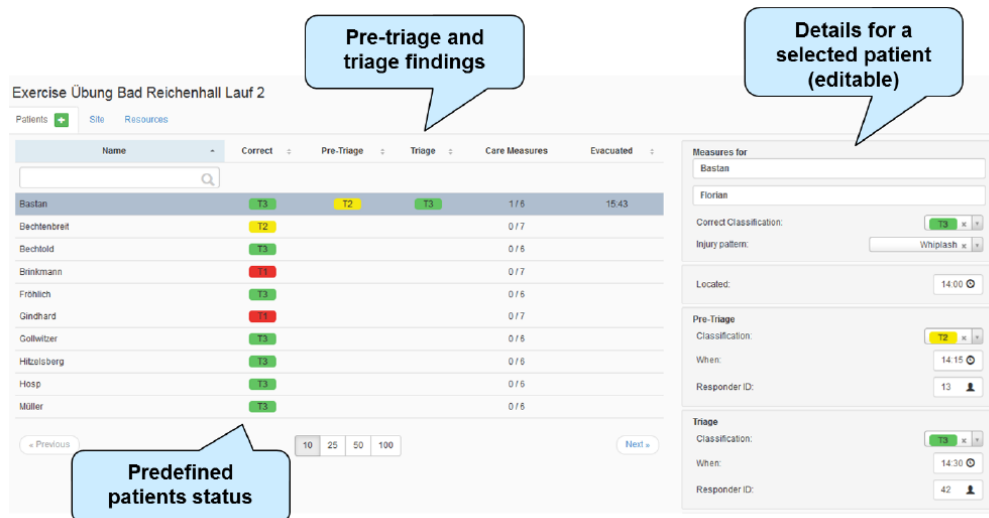 Pre-triage and
triage findings
Details for a
selected patient
(editable)
Exercise Übung Bad Reichenhall Lauf 2
Patients
Site
Resources
Name Correct Pre-Triage Triage Care Measures Evacuated
Bastan T3 T2 T3 1/6 15:43
Bechtenbreit T2 0/7
Bechtold T3 0/6
Brinkmann T1 0/7
Fröhlich T3 0/6
Gindhard T1 0/7
Gollwitzer T3 0/6
Hitzelsberg T3 0/6
Hosp T3 0/6
Müller T3 0/6
« Previous 10 25 50 100 Next »
Predefined
patients status
Measures for
Bastan
Florian
Correct Classification: T3 x
Injury pattern: Whiplash x
Located: 14:00
Pre-Triage
Classification: T2 x
When: 14:15
Responder ID: 13
Triage
Classification: T3 x
When: 14:30
Responder ID: 42